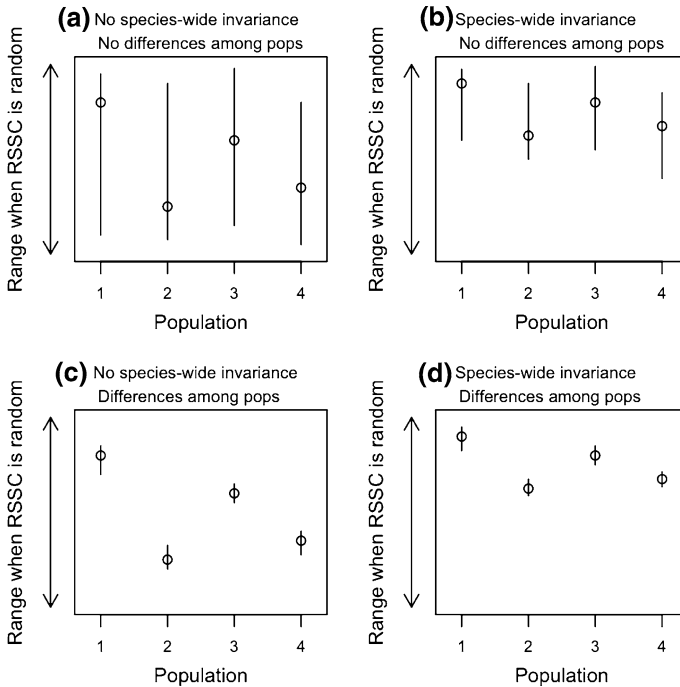 (a) No species-wide invariance
No differences among pops
Range when RSSC is random
1 2 3 4
Population
(b) Species-wide invariance
No differences among pops
Range when RSSC is random
1 2 3 4
Population
(c) No species-wide invariance
Differences among pops
Range when RSSC is random
1 2 3 4
Population
(d) Species-wide invariance
Differences among pops
Range when RSSC is random
1 2 3 4
Population